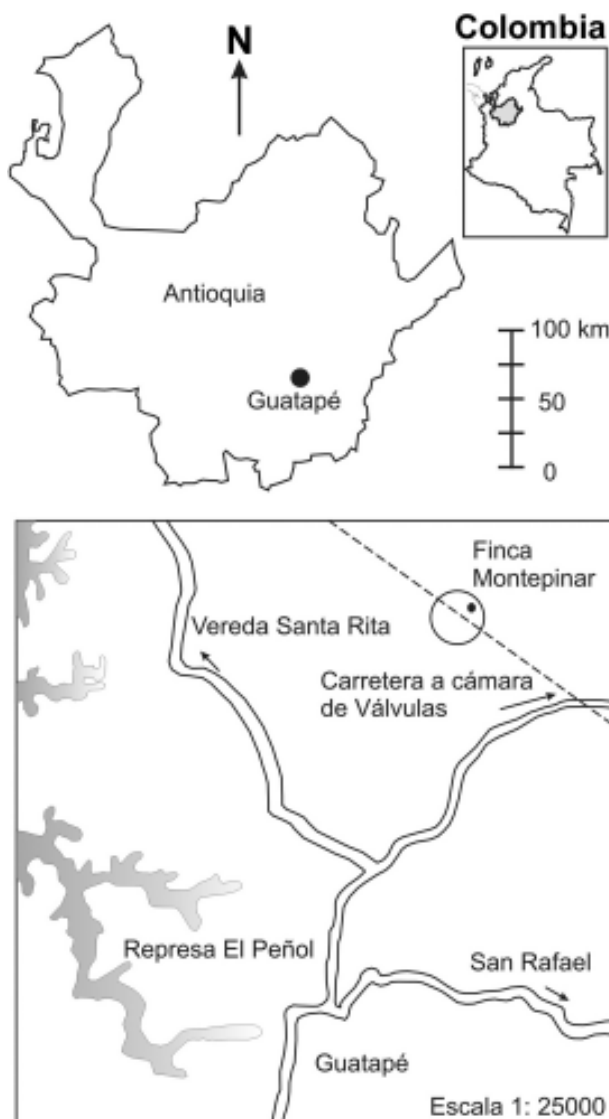 Colombia
N
Antioquia
Guatapé
100 km
50
0
Finca
Montepinar
Vereda Santa Rita
Carretera a cámara
de Válvulas
Represa El Peñol
San Rafael
Guatapé
Escala 1: 25000